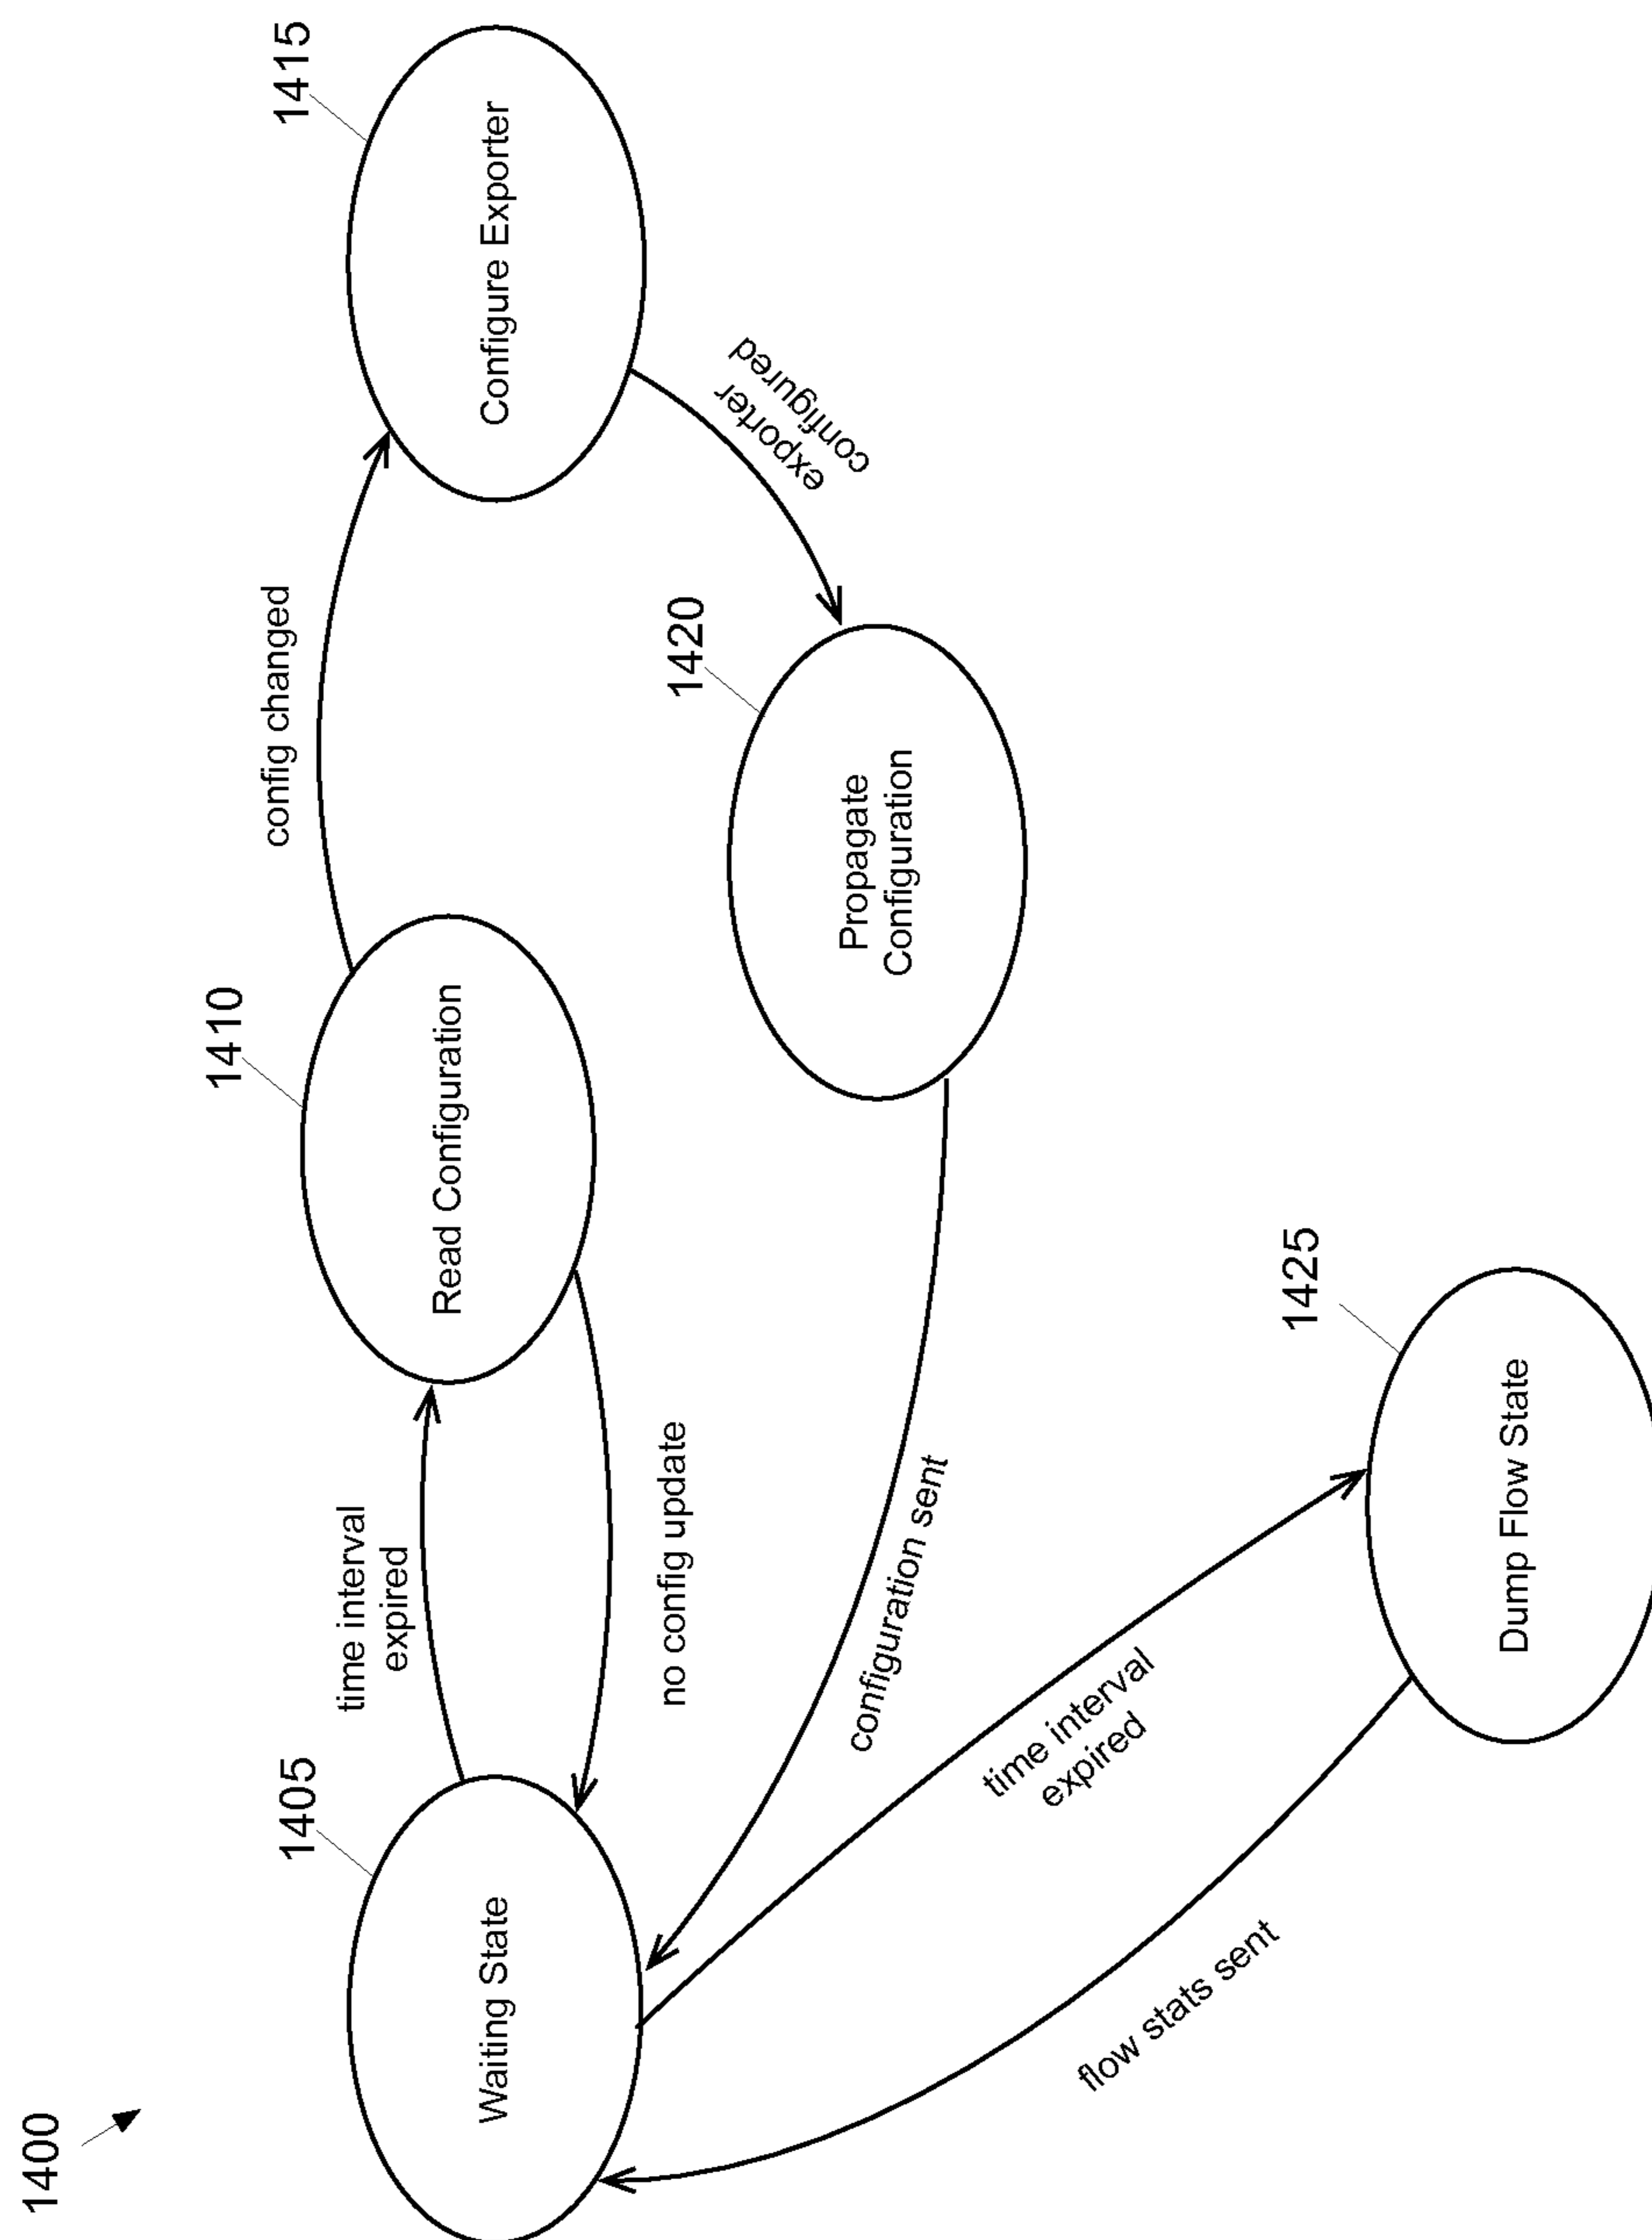 1400
1405
Waiting State
time interval
expired
no config update
1410
Read Configuration
config changed
1415
Configure Exporter
exporter
configured
1420
Propagate
Configuration
configuration sent
time interval
expired
flow stats sent
1425
Dump Flow State